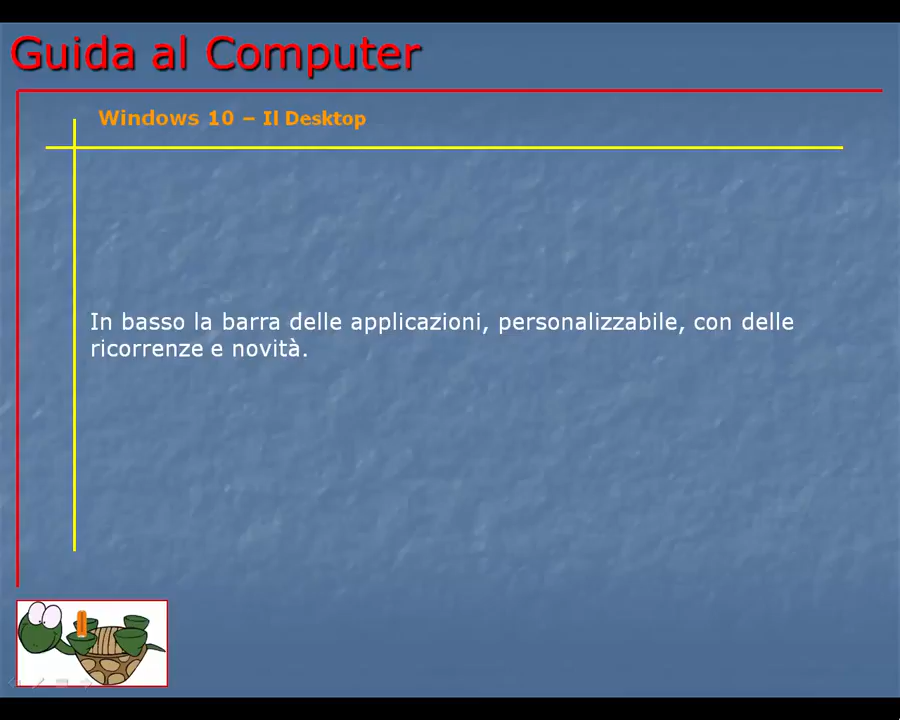 Guida al Computer
Windows 10 – Il Desktop
In basso la barra delle applicazioni, personalizzabile, con delle
ricorrenze e novità.